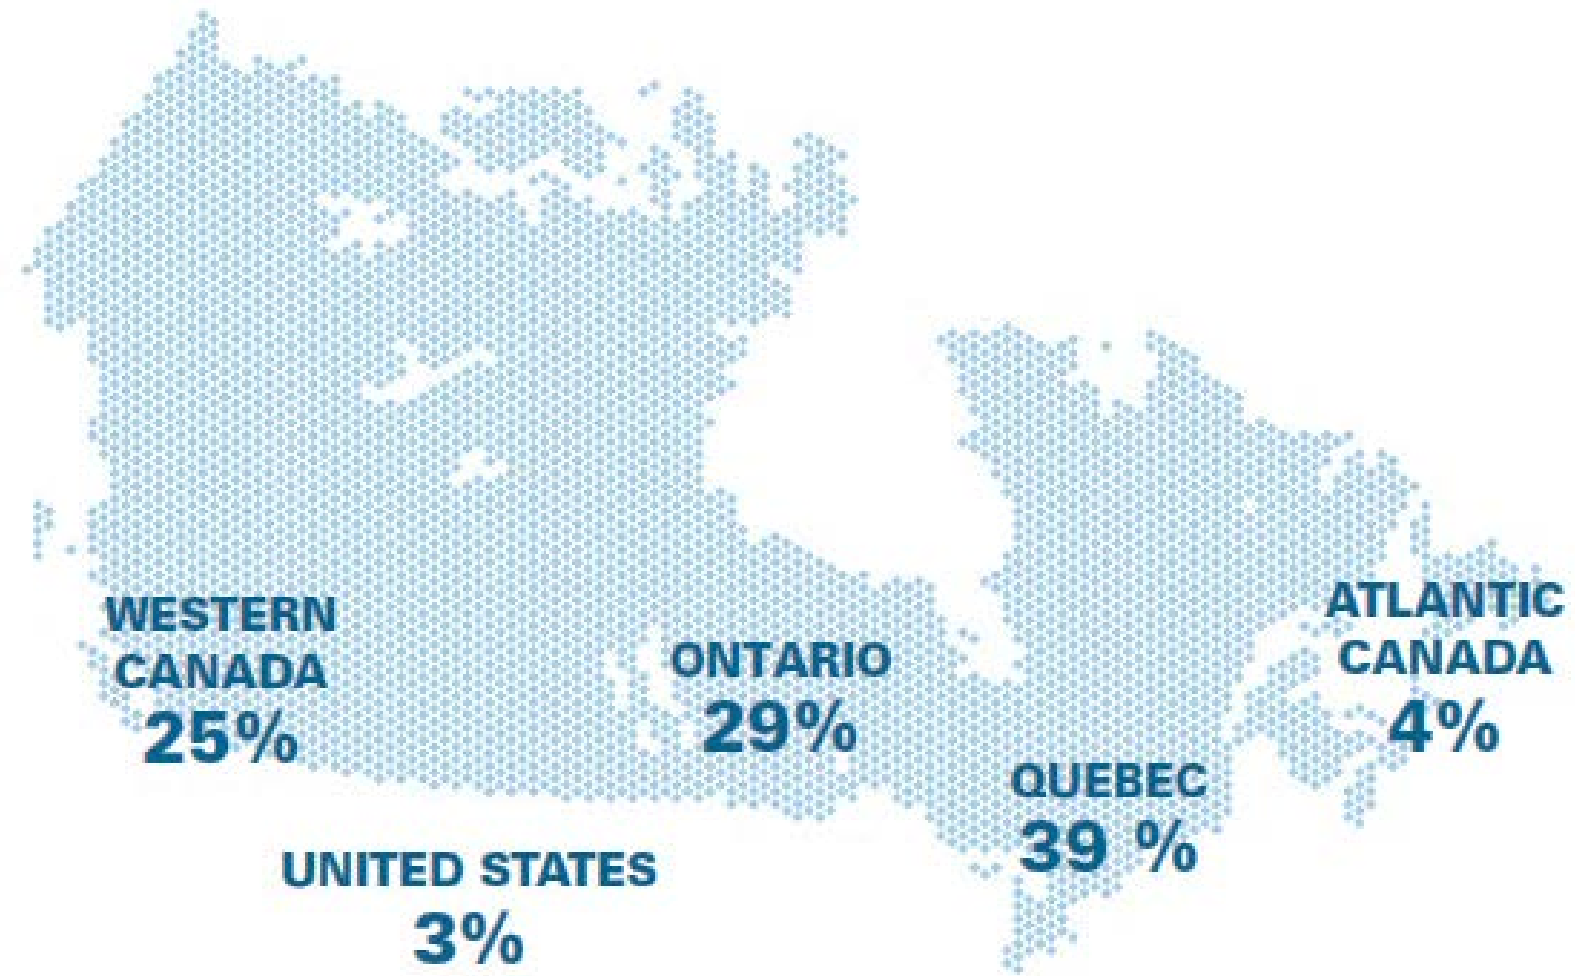 WESTERN
CANADA
25%
ONTARIO
29%
ATLANTIC
CANADA
4%
QUEBEC
39 %
UNITED STATES
3%